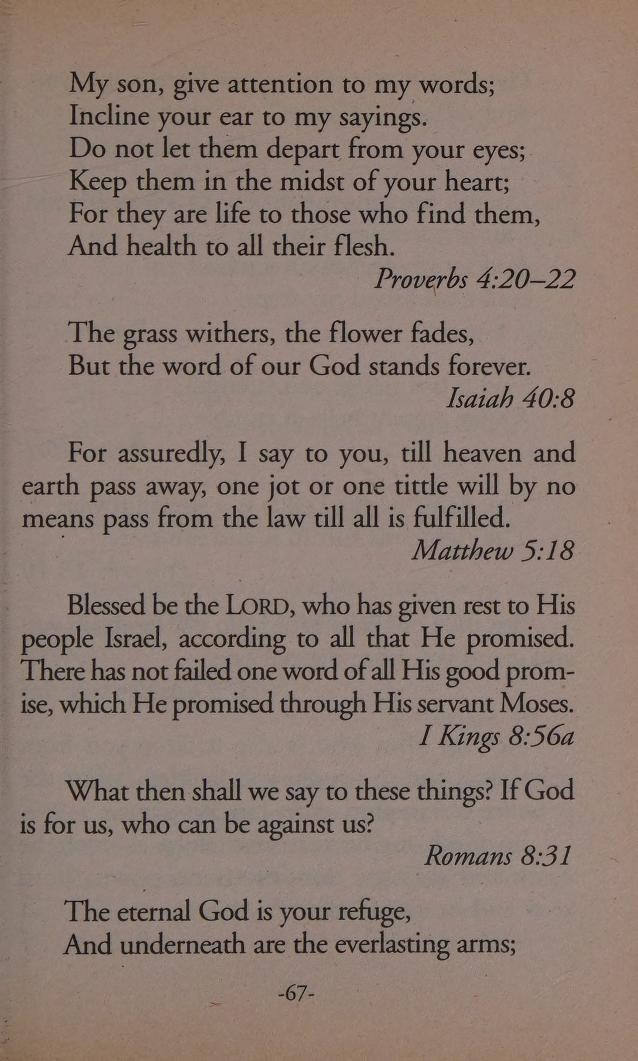 My son, give attention to my words;
Incline your ear to my sayings.
Do not let them depart from your eyes;
Keep them in the midst of your heart;
For they are life to those who find them,
And health to all their flesh.
Proverbs 4:20–22
The grass withers, the flower fades,
But the word of our God stands forever.
Isaiah 40:8
For assuredly, I say to you, till heaven and
earth pass away, one jot or one tittle will by no
means pass from the law till all is fulfilled.
Matthew 5:18
Blessed be the LORD, who has given rest to His
people Israel, according to all that He promised.
There has not failed one word of all His good prom-
ise, which He promised through His servant Moses.
I Kings 8:56a
What then shall we say to these things? If God
is for us, who can be against us?
Romans 8:31
The eternal God is your refuge,
And underneath are the everlasting arms;
-67-